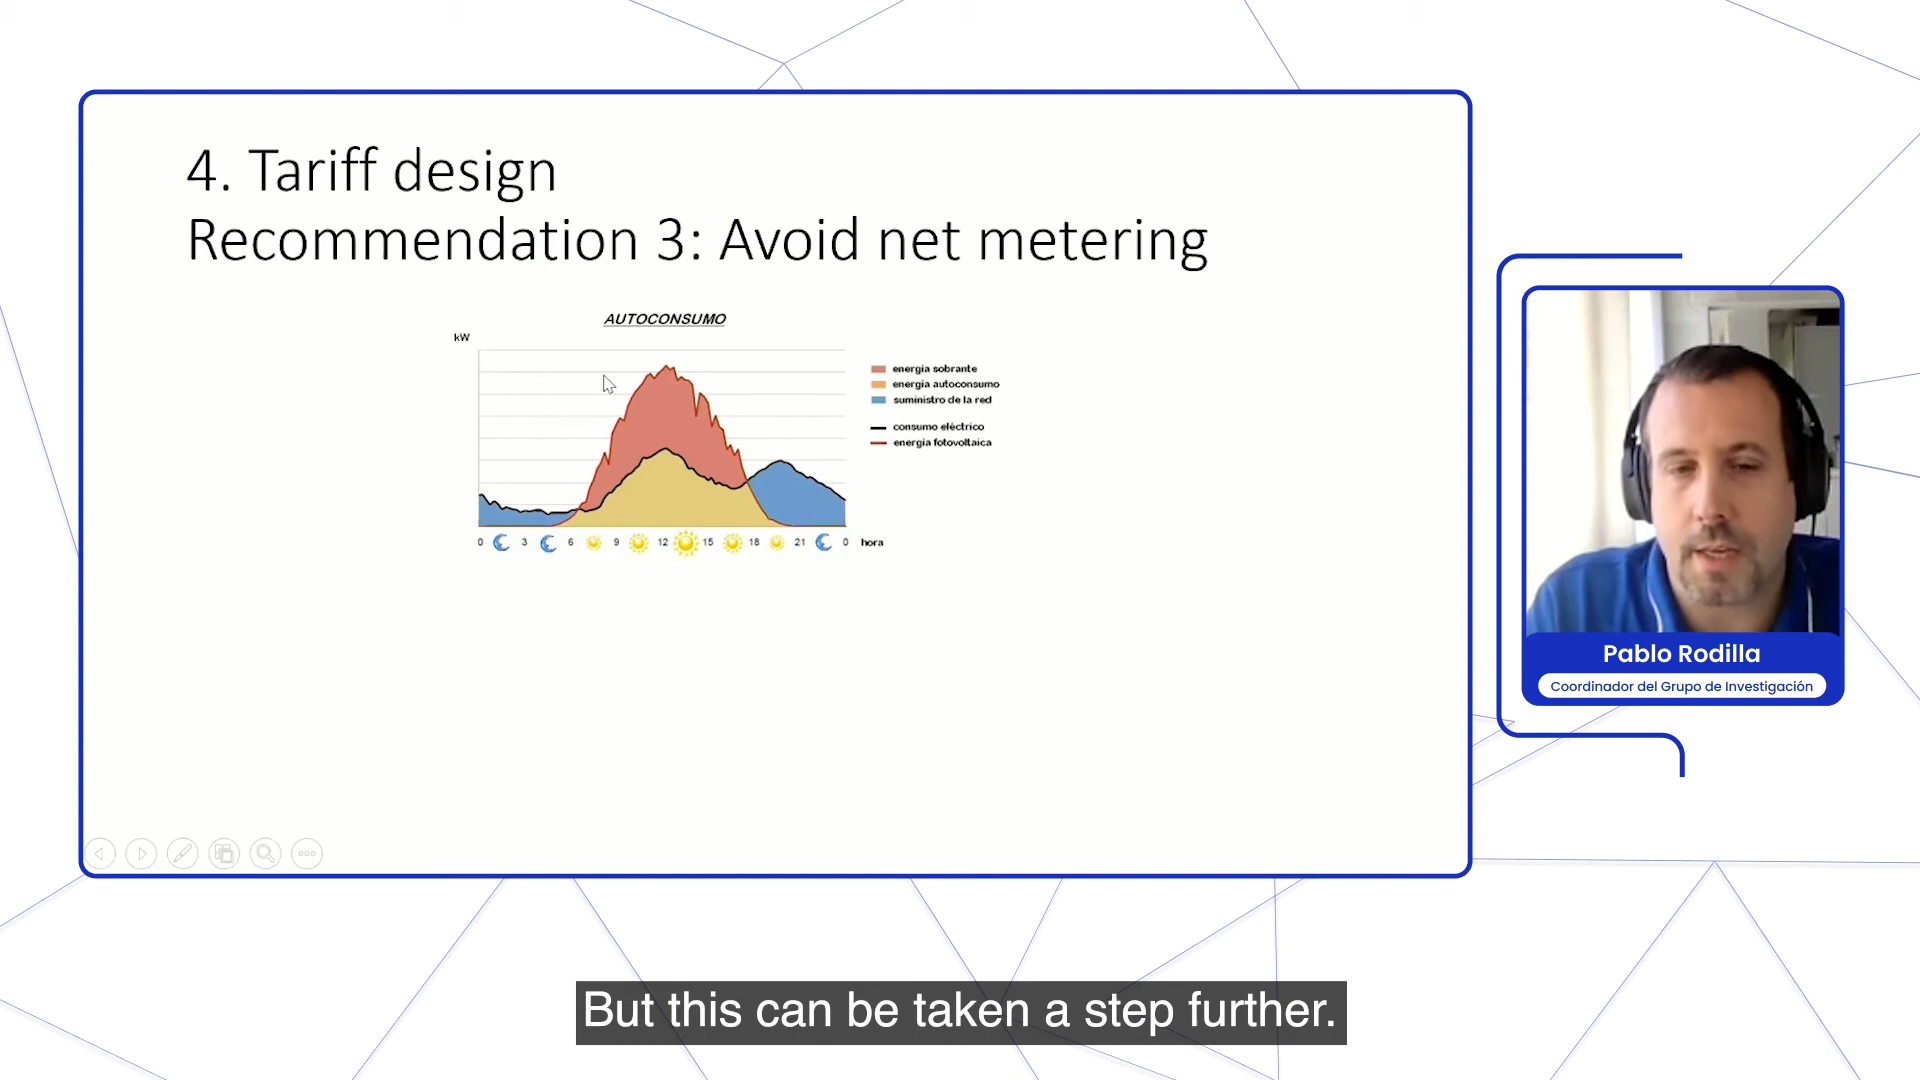 4. Tariff design
Recommendation 3: Avoid net metering
AUTOCONSUMO
kW
energía sobrante
energía autoconsumo
suministro de la red
consumo eléctrico
energía fotovoltaica
0 3 6 9 12 15 18 21 0 hora
Pablo Rodilla
Coordinador del Grupo de Investigación
But this can be taken a step further.